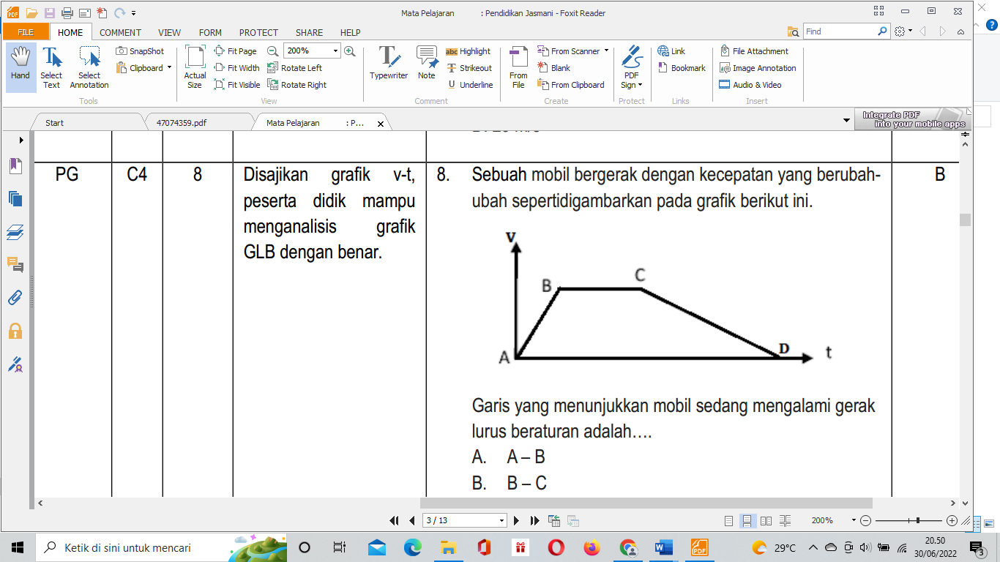 Mata Pelajaran : Pendidikan Jasmani - Foxit Reader
FILE HOME COMMENT VIEW FORM PROTECT SHARE HELP
Find
Hand
Select Text
Select Annotation
SnapShot
Clipboard
Tools
Actual Size
Fit Page
Fit Width
Fit Visible
200%
Rotate Left
Rotate Right
View
Typewriter
Note
Highlight
Strikeout
Underline
Comment
From File
From Scanner
Blank
From Clipboard
Create
PDF Sign
Protect
Link
Bookmark
Links
File Attachment
Image Annotation
Audio & Video
Insert
Start
47074359.pdf
Mata Pelajaran : P...
Integrate PDF
into your mobile apps
PG
C4
8
Disajikan grafik v-t,
peserta didik mampu
menganalisis grafik
GLB dengan benar.
8. Sebuah mobil bergerak dengan kecepatan yang berubah-
ubah sepertidigambarkan pada grafik berikut ini.
B
V
B
C
A
D
t
Garis yang menunjukkan mobil sedang mengalami gerak
lurus beraturan adalah….
A. A – B
B. B – C
3 / 13
200%
Ketik di sini untuk mencari
29°C
20.50
30/06/2022
3